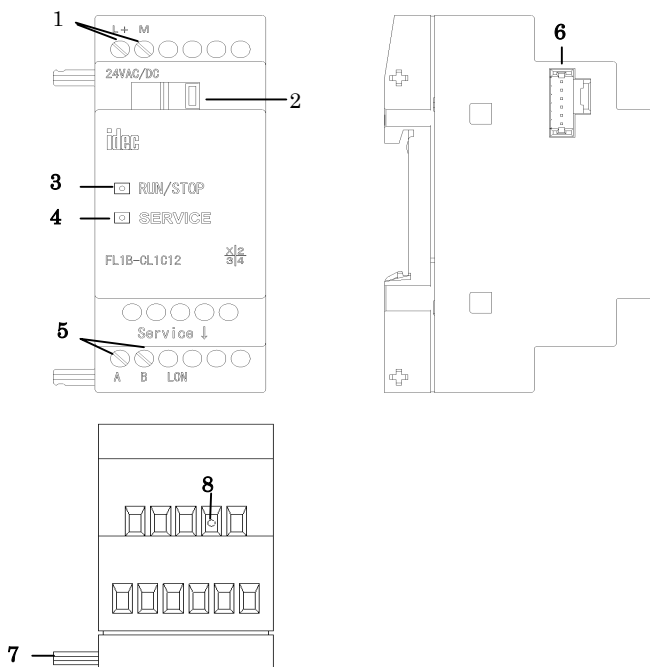 1
L+ M
6
24VAC/DC
2
idec
3 RUN/STOP
4 SERVICE
FL1B-CL1C12
X 2
3 4
Service ↓
5
A B LON
8
7